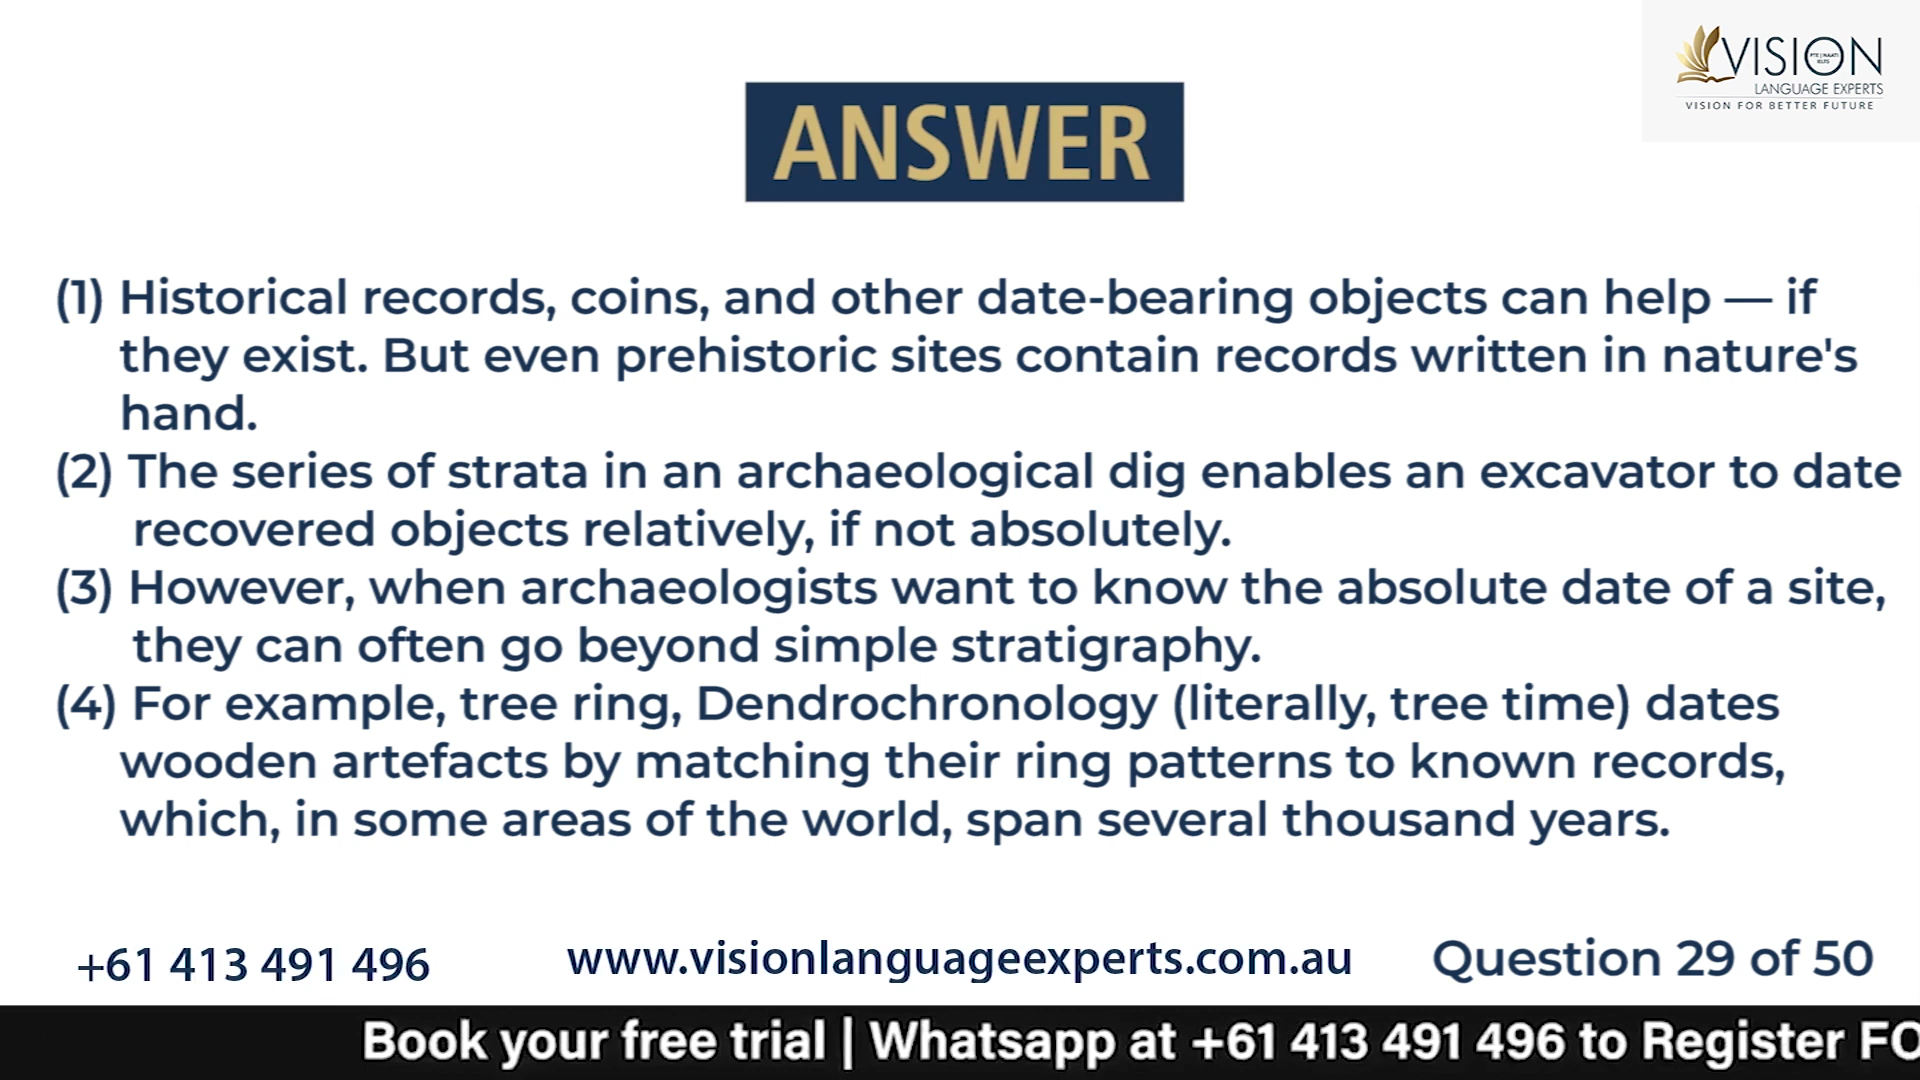 VISION
LANGUAGE EXPERTS
VISION FOR BETTER FUTURE
ANSWER
(1) Historical records, coins, and other date-bearing objects can help — if
they exist. But even prehistoric sites contain records written in nature's
hand.
(2) The series of strata in an archaeological dig enables an excavator to date
recovered objects relatively, if not absolutely.
(3) However, when archaeologists want to know the absolute date of a site,
they can often go beyond simple stratigraphy.
(4) For example, tree ring, Dendrochronology (literally, tree time) dates
wooden artefacts by matching their ring patterns to known records,
which, in some areas of the world, span several thousand years.
+61 413 491 496
www.visionlanguageexperts.com.au
Question 29 of 50
Book your free trial | Whatsapp at +61 413 491 496 to Register FO